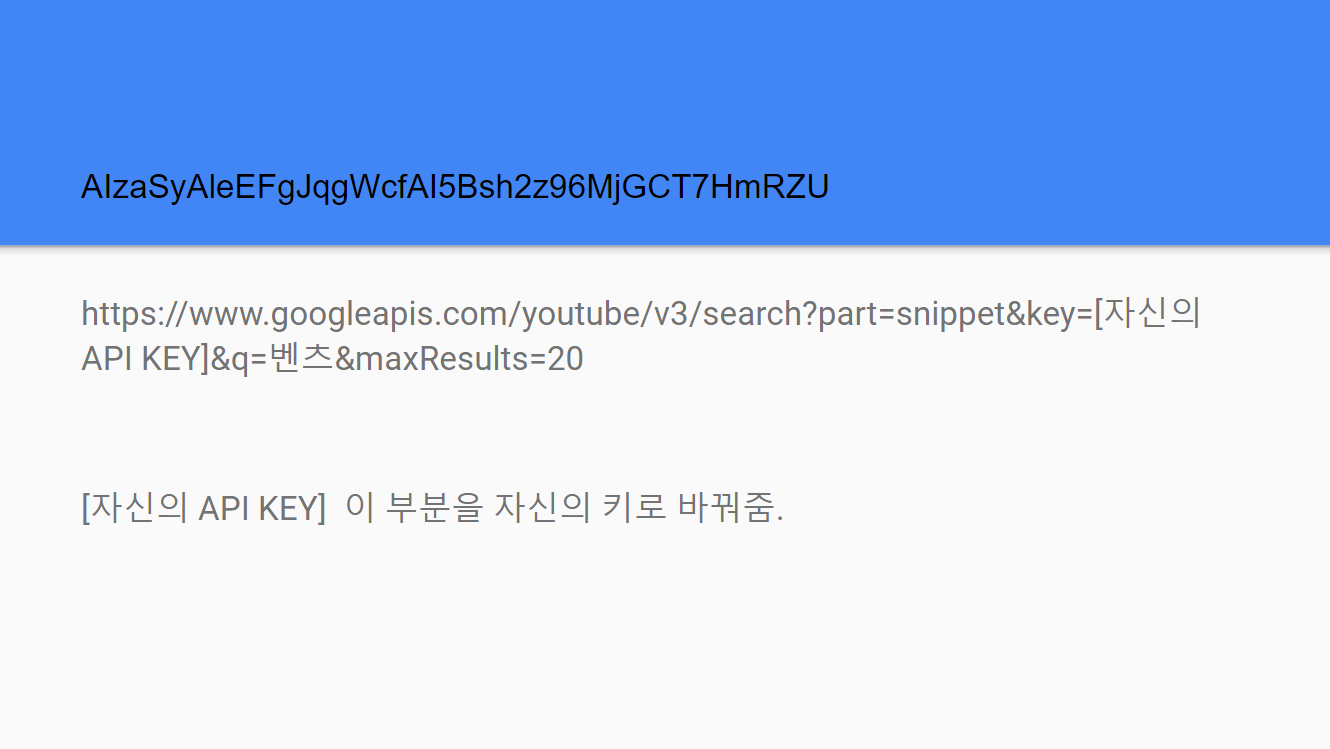 AIzaSyAleEFgJqgWcfAI5Bsh2z96MjGCT7HmRZU
https://www.googleapis.com/youtube/v3/search?part=snippet&key=[자신의
API KEY]&q=벤츠&maxResults=20
[자신의 API KEY]  이 부분을 자신의 키로 바꿔줌.